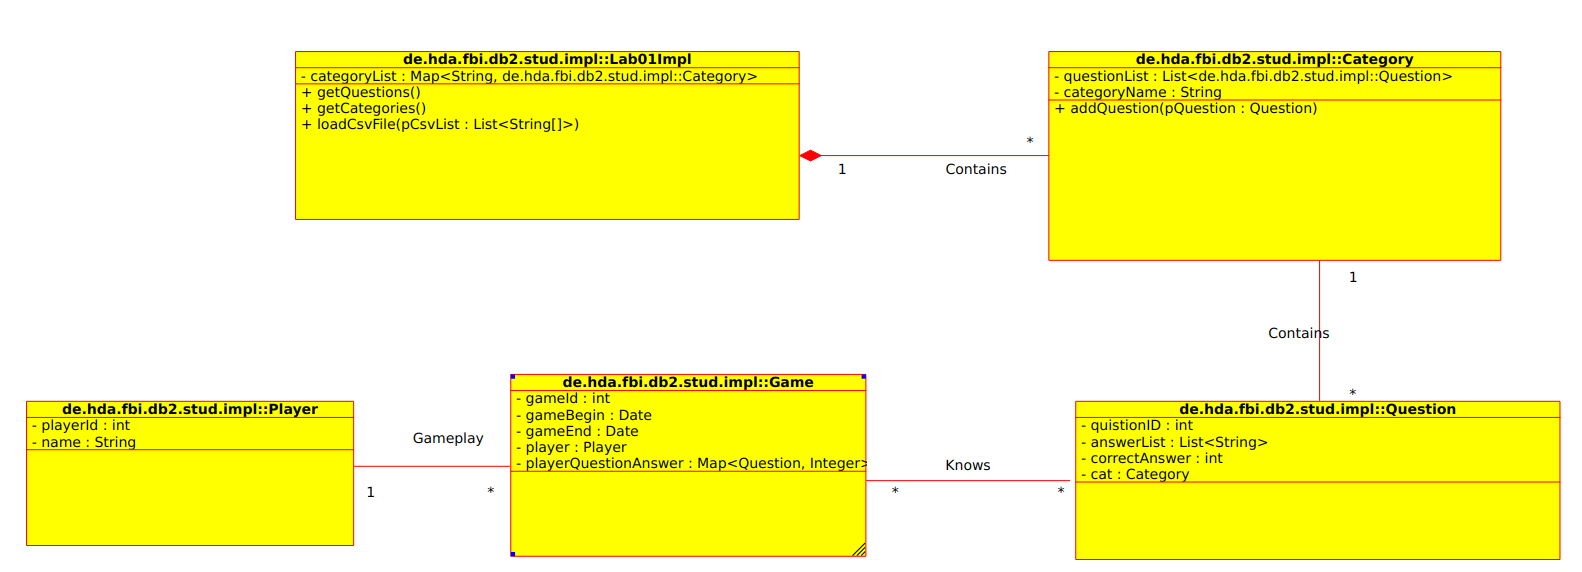 de.hda.fbi.db2.stud.impl::Lab01Impl
- categoryList : Map<String, de.hda.fbi.db2.stud.impl::Category>
+ getQuestions()
+ getCategories()
+ loadCsvFile(pCsvList : List<String[]>)
de.hda.fbi.db2.stud.impl::Category
- questionList : List<de.hda.fbi.db2.stud.impl::Question>
- categoryName : String
+ addQuestion(pQuestion : Question)
*
1
Contains
1
Contains
*
de.hda.fbi.db2.stud.impl::Player
- playerId : int
- name : String
Gameplay
1
*
de.hda.fbi.db2.stud.impl::Game
- gameId : int
- gameBegin : Date
- gameEnd : Date
- player : Player
- playerQuestionAnswer : Map<Question, Integer>
Knows
*
*
de.hda.fbi.db2.stud.impl::Question
- quistionID : int
- answerList : List<String>
- correctAnswer : int
- cat : Category